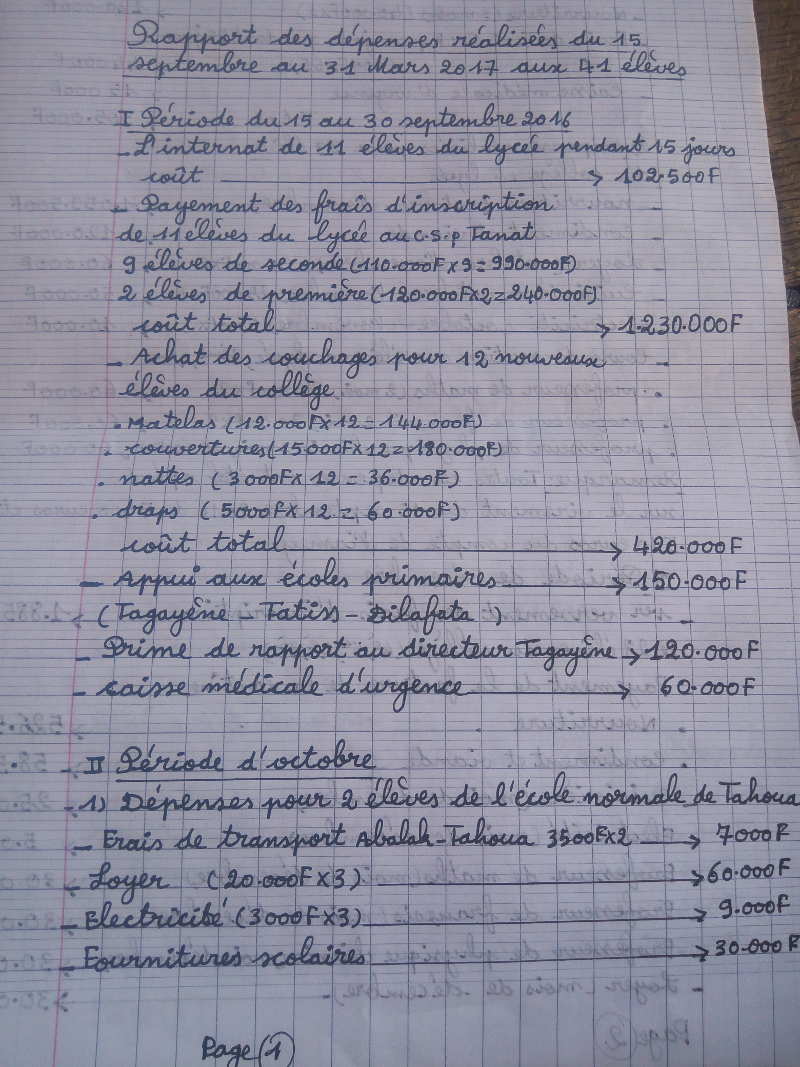 Rapport des dépenses réalisées du 15
septembre au 31 Mars 2017 aux 41 élèves
I Période du 15 au 30 septembre 2016
- L'internat de 11 élèves du lycée pendant 15 jours
coût → 102.500F
- Payement des frais d'inscription
de 11 élèves du lycée au c.s.p Tanat
9 élèves de seconde (110.000F x 9 = 990.000F)
2 élèves de première (120.000F x 2 = 240.000F)
coût total → 1.230.000F
- Achat des couchages pour 12 nouveaux
élèves du collège
. Matelas (12.000F x 12 = 144.000F)
. couvertures (15000F x 12 = 180.000F)
. nattes (3000F x 12 = 36.000F)
. draps (5000F x 12 = 60.000F)
coût total → 420.000F
- Appui aux écoles primaires → 150.000F
(Tagayêne - Tatiss - Dilafata)
- Prime de rapport au directeur Tagayêne → 120.000F
- caisse médicale d'urgence → 60.000F
- II Période d'octobre
- 1) Dépenses pour 2 élèves de l'école normale de Tahoua
- Frais de transport Abalak-Tahoua 3500F x 2 → 7000F
- Loyer (20.000F x 3) → 60.000F
- Electricité (3000F x 3) → 9.000F
- Fournitures scolaires → 30.000F
Page (1)